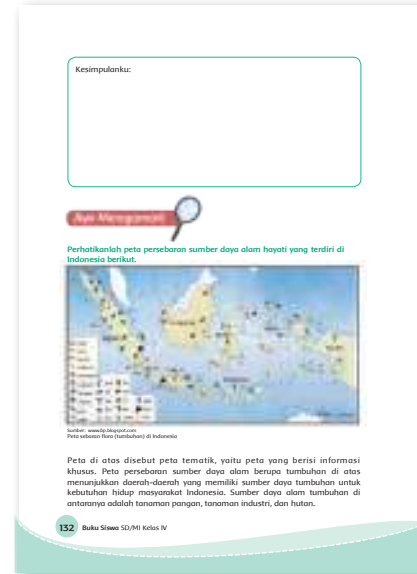 Kesimpulanku:
Ayo Mengamati
Perhatikanlah peta persebaran sumber daya alam hayati yang terdiri di
Indonesia berikut.
Sumber: www.bp.blogspot.com
Peta sebaran flora (tumbuhan) di Indonesia
Peta di atas disebut peta tematik, yaitu peta yang berisi informasi
khusus. Peta persebaran sumber daya alam berupa tumbuhan di atas
menunjukkan daerah-daerah yang memiliki sumber daya tumbuhan untuk
kebutuhan hidup masyarakat Indonesia. Sumber daya alam tumbuhan di
antaranya adalah tanaman pangan, tanaman industri, dan hutan.
132 Buku Siswa SD/MI Kelas IV